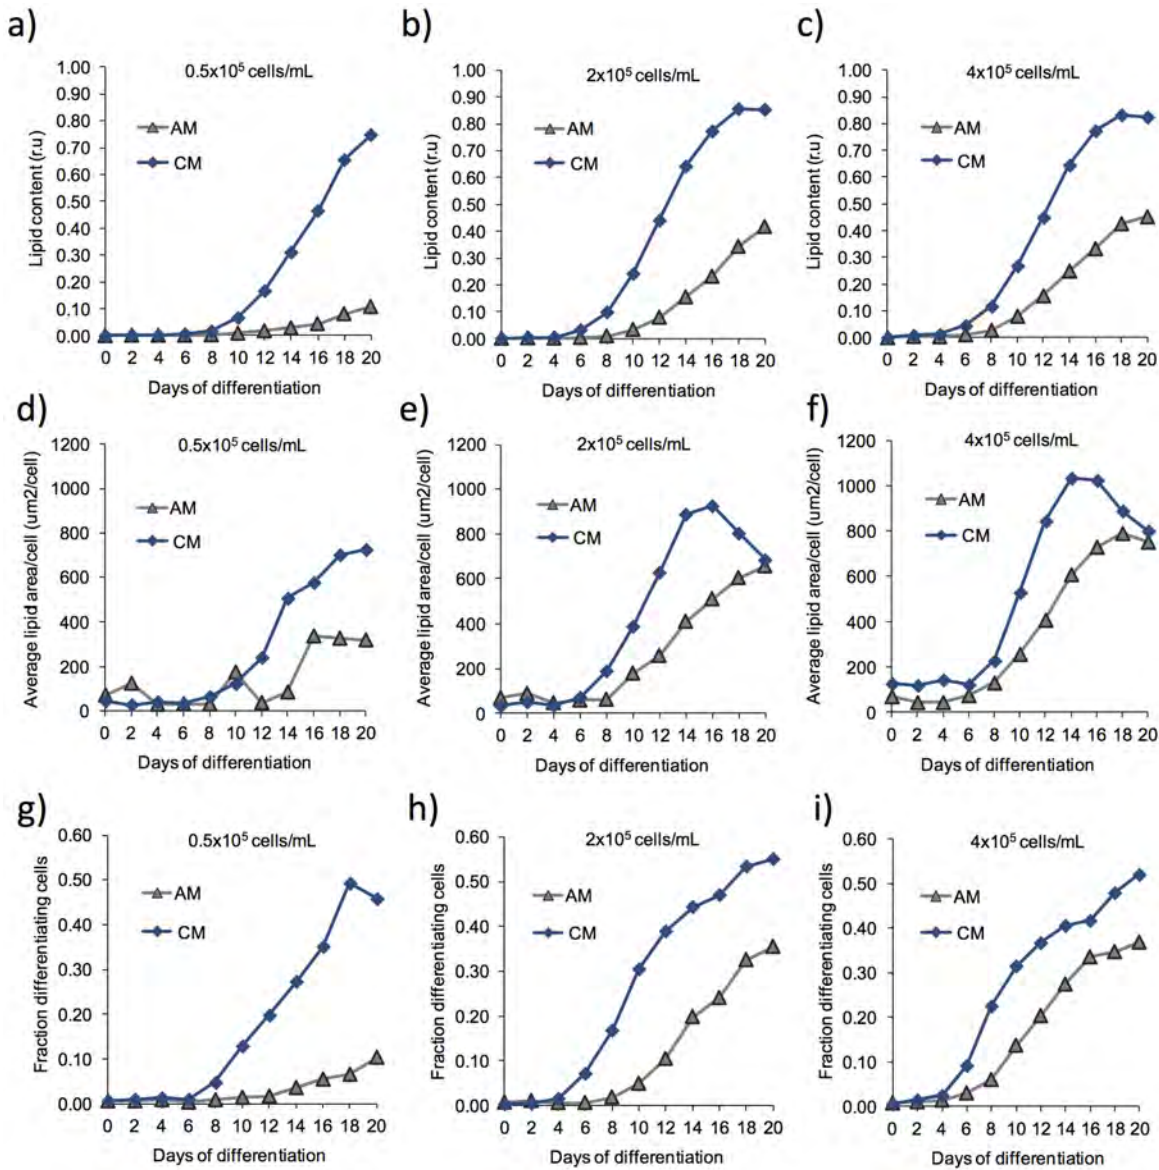 a)
0.5x10⁵ cells/mL
1.00
0.90
0.80
0.70
0.60
0.50
0.40
0.30
0.20
0.10
0.00
Lipid content (r.u)
AM
CM
0 2 4 6 8 10 12 14 16 18 20
Days of differentiation
b)
2x10⁵ cells/mL
1.00
0.90
0.80
0.70
0.60
0.50
0.40
0.30
0.20
0.10
0.00
Lipid content (r.u)
AM
CM
0 2 4 6 8 10 12 14 16 18 20
Days of differentiation
c)
4x10⁵ cells/mL
1.00
0.90
0.80
0.70
0.60
0.50
0.40
0.30
0.20
0.10
0.00
Lipid content (r.u)
AM
CM
0 2 4 6 8 10 12 14 16 18 20
Days of differentiation
d)
0.5x10⁵ cells/mL
1200
1000
800
600
400
200
0
Average lipid area/cell (um2/cell)
AM
CM
0 2 4 6 8 10 12 14 16 18 20
Days of differentiation
e)
2x10⁵ cells/mL
1200
1000
800
600
400
200
0
Average lipid area/cell (um2/cell)
AM
CM
0 2 4 6 8 10 12 14 16 18 20
Days of differentiation
f)
4x10⁵ cells/mL
1200
1000
800
600
400
200
0
Average lipid area/cell (um2/cell)
AM
CM
0 2 4 6 8 10 12 14 16 18 20
Days of differentiation
g)
0.5x10⁵ cells/mL
0.60
0.50
0.40
0.30
0.20
0.10
0.00
Fraction differentiating cells
AM
CM
0 2 4 6 8 10 12 14 16 18 20
Days of differentiation
h)
2x10⁵ cells/mL
0.60
0.50
0.40
0.30
0.20
0.10
0.00
Fraction differentiating cells
AM
CM
0 2 4 6 8 10 12 14 16 18 20
Days of differentiation
i)
4x10⁵ cells/mL
0.60
0.50
0.40
0.30
0.20
0.10
0.00
Fraction differentiating cells
AM
CM
0 2 4 6 8 10 12 14 16 18 20
Days of differentiation